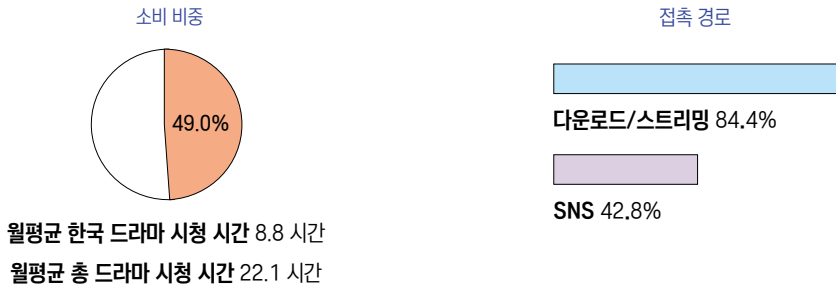 소비 비중
49.0%
월평균 한국 드라마 시청 시간 8.8 시간
월평균 총 드라마 시청 시간 22.1 시간
접촉 경로
다운로드/스트리밍 84.4%
SNS 42.8%